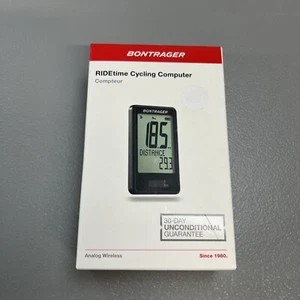 BONTRAGER
RIDEtime Cycling Computer
Compteur
BONTRAGER
18.5
DISTANCE
29.3
30-DAY
UNCONDITIONAL
GUARANTEE
Analog Wireless
Since 1980.